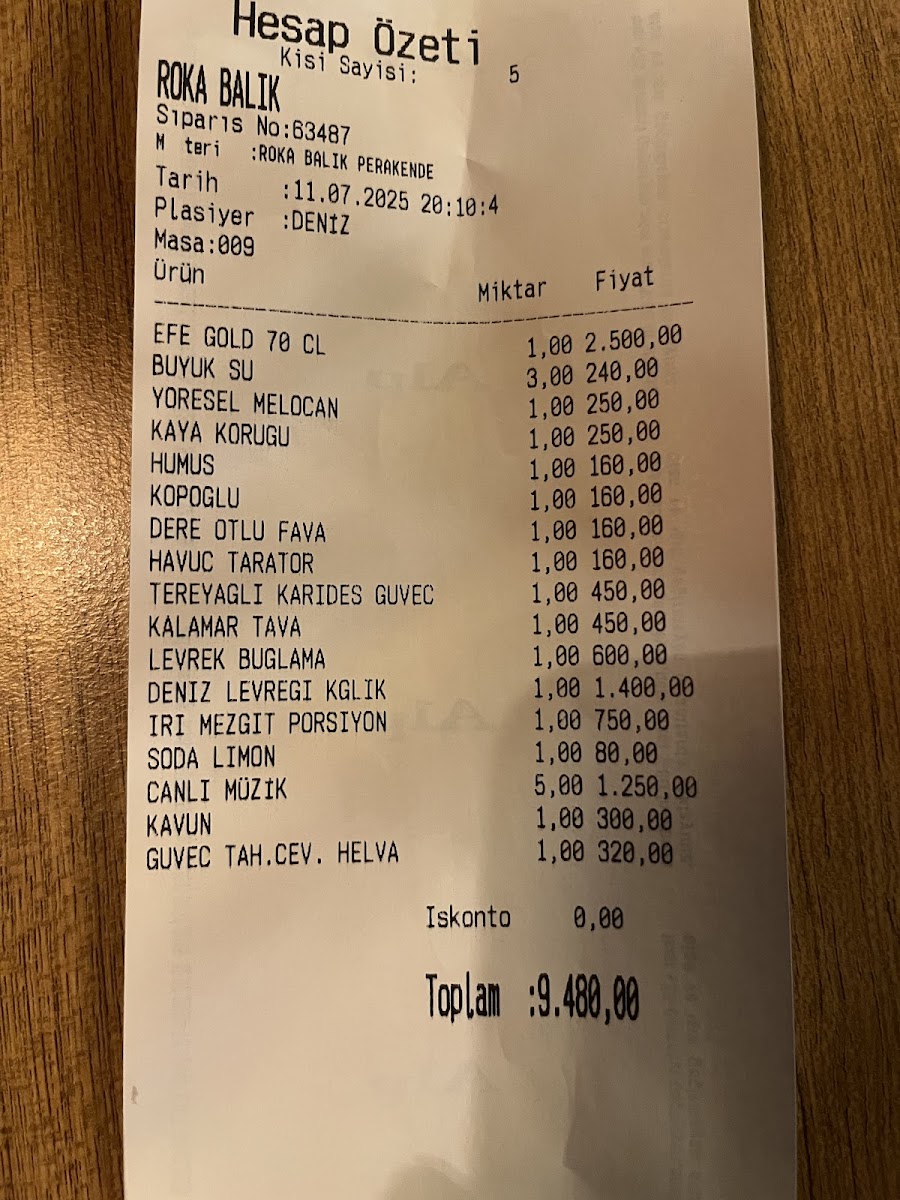 Hesap Özeti
Kisi Sayisi: 5
ROKA BALIK
Sıparıs No:63487
M teri :ROKA BALIK PERAKENDE
Tarih :11.07.2025 20:10:4
Plasiyer :DENİZ
Masa:009
Ürün Miktar Fiyat
EFE GOLD 70 CL 1,00 2.500,00
BUYUK SU 3,00 240,00
YORESEL MELOCAN 1,00 250,00
KAYA KORUGU 1,00 250,00
HUMUS 1,00 160,00
KOPOGLU 1,00 160,00
DERE OTLU FAVA 1,00 160,00
HAVUC TARATOR 1,00 160,00
TEREYAGLI KARIDES GUVEC 1,00 450,00
KALAMAR TAVA 1,00 450,00
LEVREK BUGLAMA 1,00 600,00
DENIZ LEVREGI KGLIK 1,00 1.400,00
IRI MEZGIT PORSIYON 1,00 750,00
SODA LIMON 1,00 80,00
CANLI MÜZİK 5,00 1.250,00
KAVUN 1,00 300,00
GUVEC TAH.CEV. HELVA 1,00 320,00
Iskonto 0,00
Toplam :9.480,00